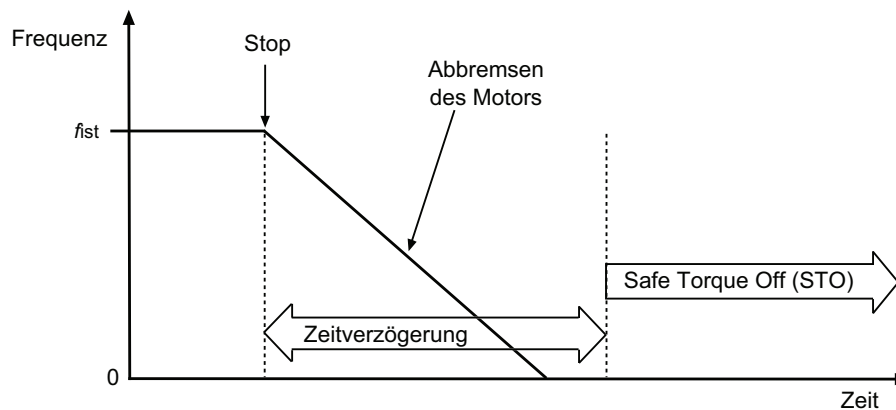 Frequenz
Stop
Abbremsen
des Motors
fist
Safe Torque Off (STO)
Zeitverzögerung
0
Zeit